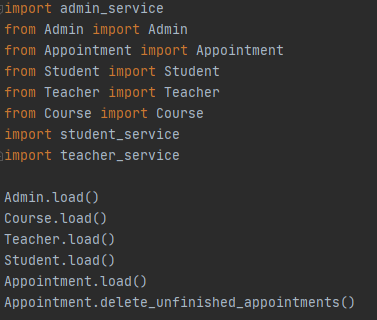 import admin_service
from Admin import Admin
from Appointment import Appointment
from Student import Student
from Teacher import Teacher
from Course import Course
import student_service
import teacher_service
Admin.load()
Course.load()
Teacher.load()
Student.load()
Appointment.load()
Appointment.delete_unfinished_appointments()